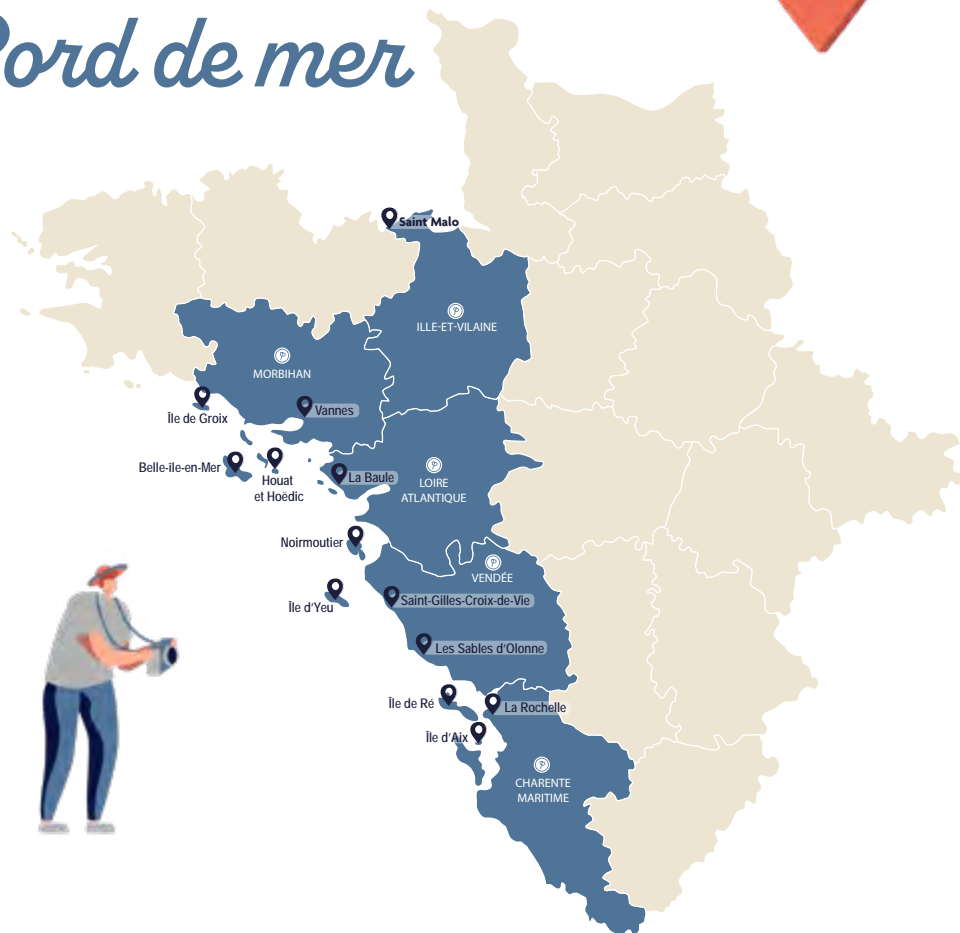 Bord de mer
Saint Malo
ILLE-ET-VILAINE
MORBIHAN
Île de Groix
Vannes
Belle-île-en-Mer
Houat
et Hoëdic
La Baule
LOIRE
ATLANTIQUE
Noirmoutier
VENDÉE
Île d'Yeu
Saint-Gilles-Croix-de-Vie
Les Sables d'Olonne
Île de Ré
La Rochelle
Île d'Aix
CHARENTE
MARITIME